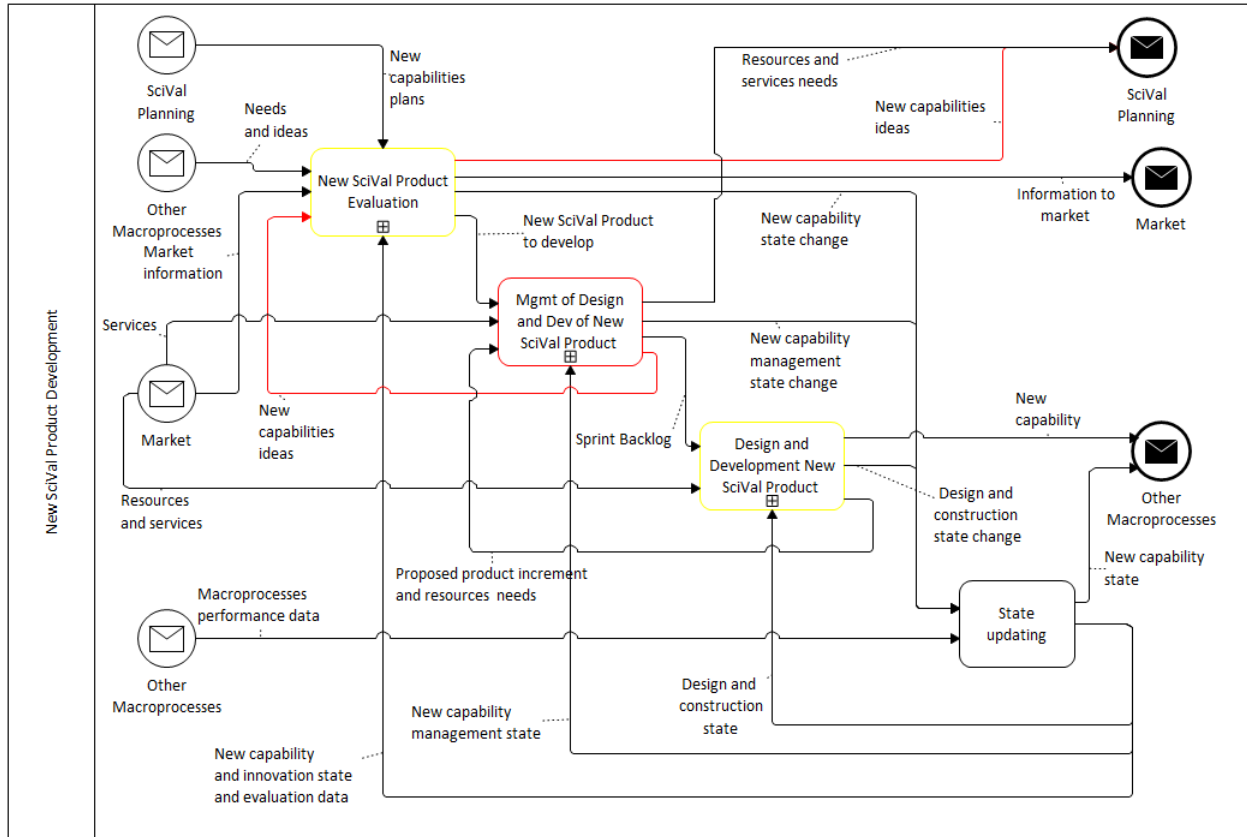 New SciVal Product Development
SciVal
Planning
New
capabilities
plans
Resources and
services needs
New capabilities
ideas
SciVal
Planning
Needs
and ideas
Other
Macroprocesses
New SciVal Product
Evaluation
Information to
market
Market
Market
information
New SciVal Product
to develop
New capability
state change
Services
Mgmt of Design
and Dev of New
SciVal Product
New capability
management
state change
Market
New
capabilities
ideas
Sprint Backlog
New
capability
Design and
Development New
SciVal Product
Other
Macroprocesses
Resources
and services
Design and
construction
state change
Proposed product increment
and resources needs
New capability
state
Macroprocesses
performance data
State
updating
Other
Macroprocesses
Design and
construction
state
New capability
management state
New capability
and innovation state
and evaluation data